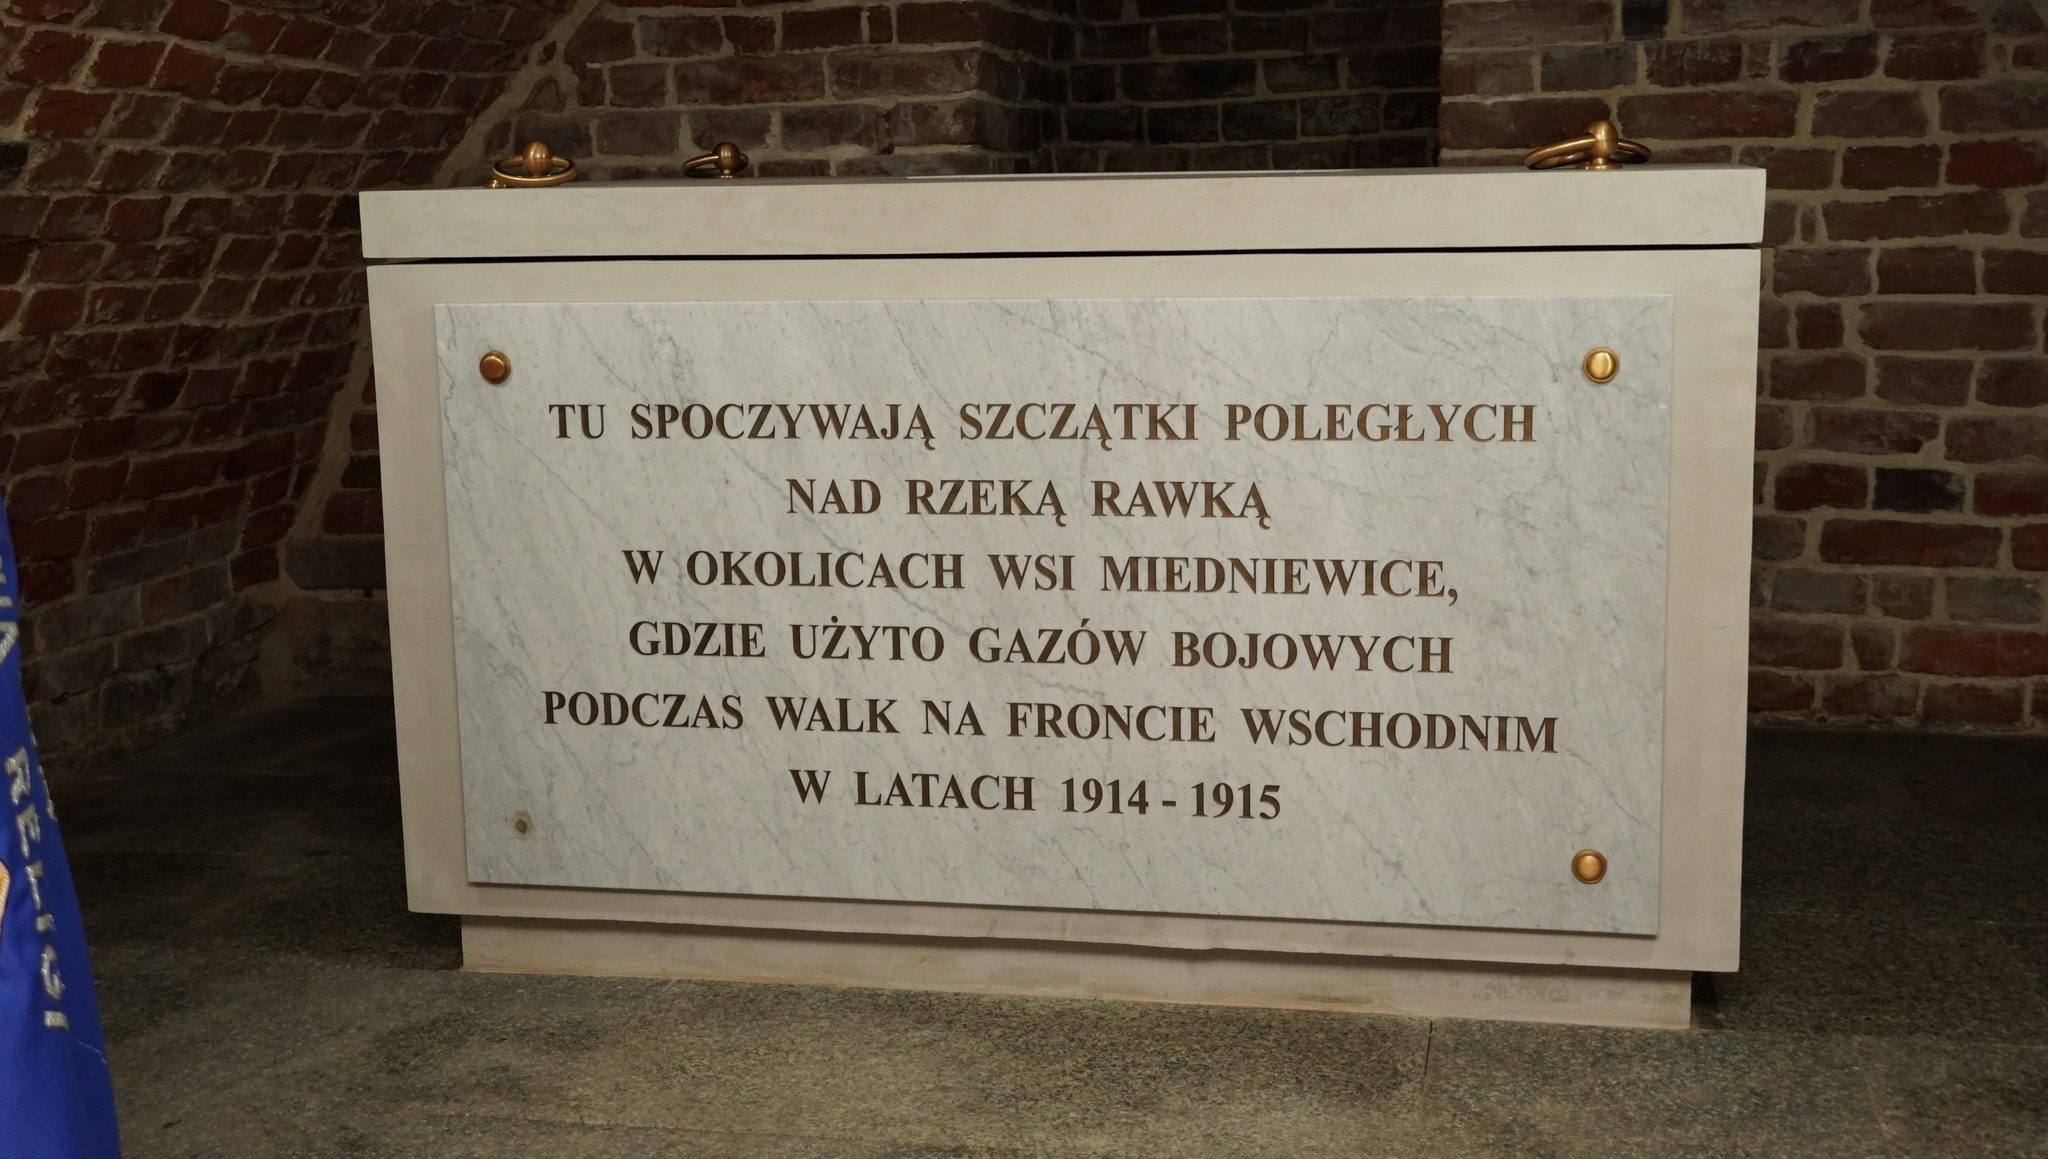 TU SPOCZYWAJĄ SZCZĄTKI POLEGŁYCH
NAD RZEKĄ RAWKĄ
W OKOLICACH WSI MIEDNIEWICE,
GDZIE UŻYTO GAZÓW BOJOWYCH
PODCZAS WALK NA FRONCIE WSCHODNIM
W LATACH 1914 - 1915